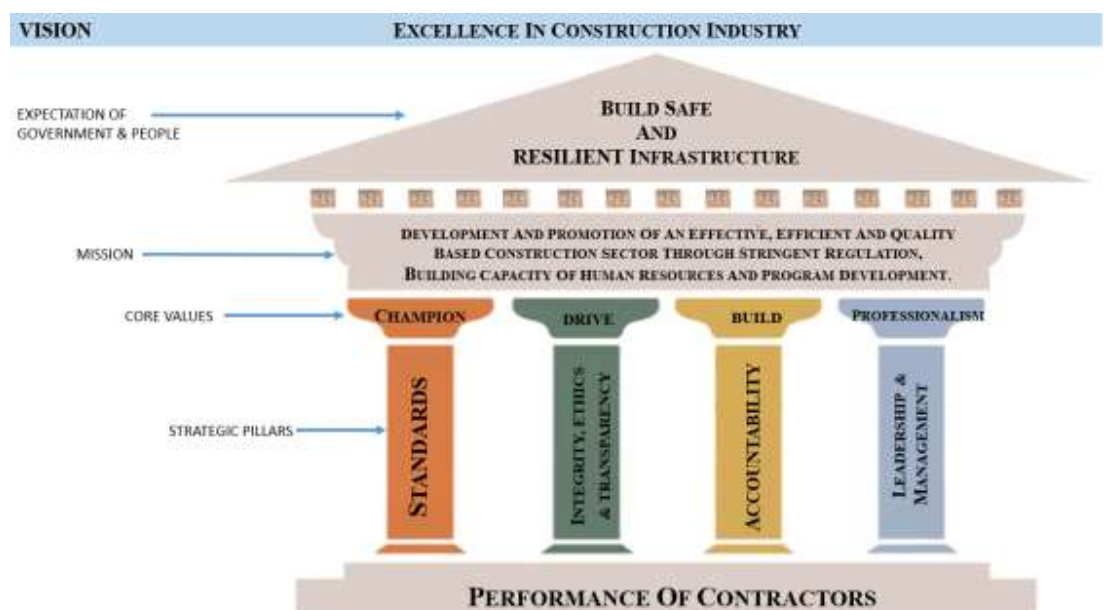 VISION
EXCELLENCE IN CONSTRUCTION INDUSTRY
EXPECTATION OF
GOVERNMENT & PEOPLE
BUILD SAFE
AND
RESILIENT INFRASTRUCTURE
MISSION
DEVELOPMENT AND PROMOTION OF AN EFFECTIVE, EFFICIENT AND QUALITY
BASED CONSTRUCTION SECTOR THROUGH STRINGENT REGULATION,
BUILDING CAPACITY OF HUMAN RESOURCES AND PROGRAM DEVELOPMENT.
CORE VALUES
CHAMPION
DRIVE
BUILD
PROFESSIONALISM
STRATEGIC PILLARS
STANDARDS
INTEGRITY, ETHICS
& TRANSPARENCY
ACCOUNTABILITY
LEADERSHIP &
MANAGEMENT
PERFORMANCE OF CONTRACTORS